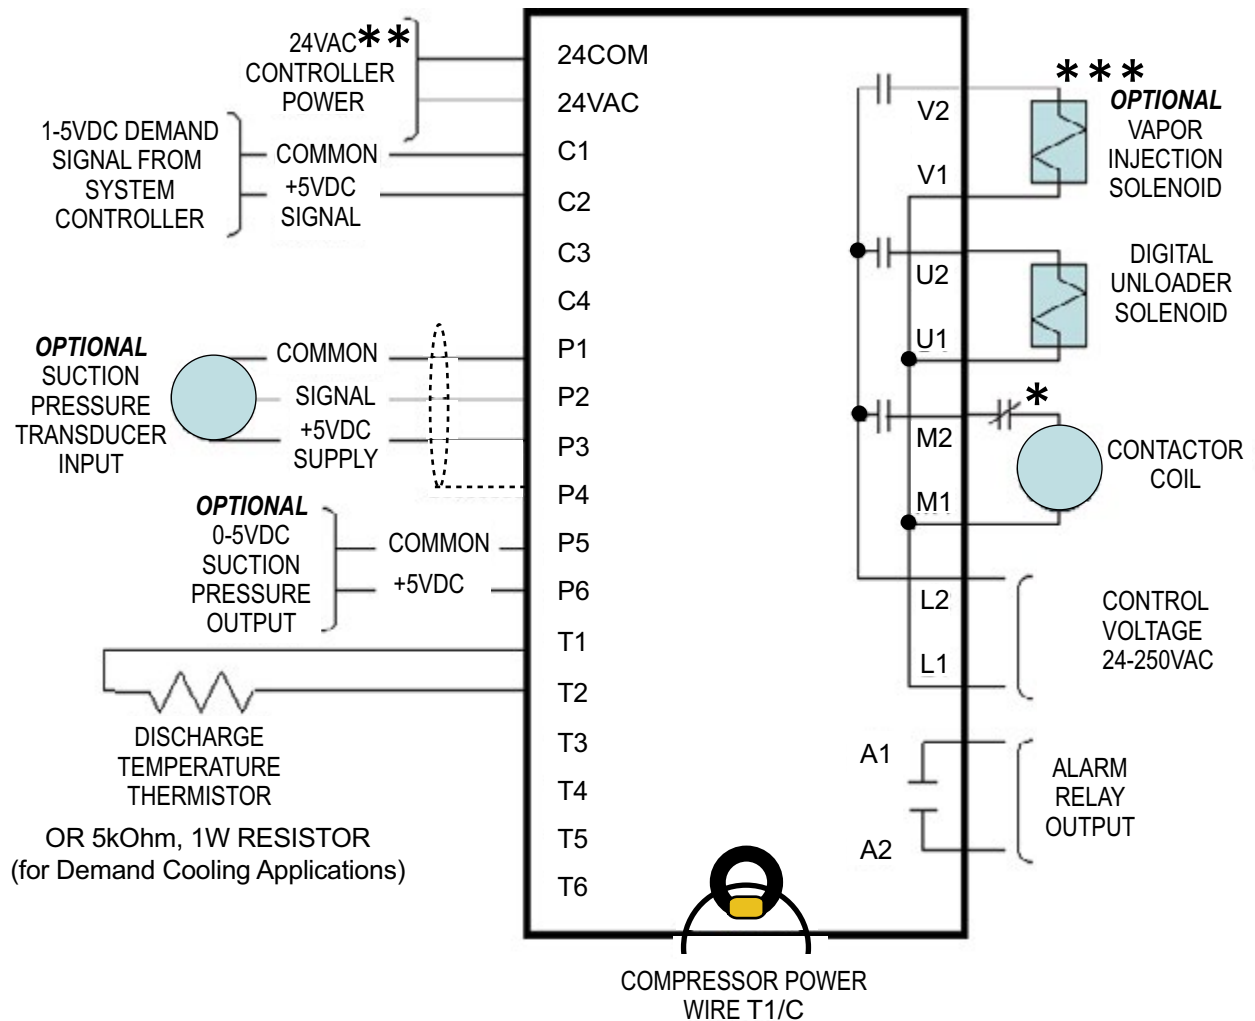 24VAC**
CONTROLLER
POWER
1-5VDC DEMAND
SIGNAL FROM
SYSTEM
CONTROLLER
COMMON
+5VDC
SIGNAL
OPTIONAL
SUCTION
PRESSURE
TRANSDUCER
INPUT
COMMON
SIGNAL
+5VDC
SUPPLY
OPTIONAL
0-5VDC
SUCTION
PRESSURE
OUTPUT
COMMON
+5VDC
DISCHARGE
TEMPERATURE
THERMISTOR
OR 5kOhm, 1W RESISTOR
(for Demand Cooling Applications)
24COM
24VAC
C1
C2
C3
C4
P1
P2
P3
P4
P5
P6
T1
T2
T3
T4
T5
T6
V2
V1
U2
U1
M2
M1
L2
L1
A1
A2
***
OPTIONAL
VAPOR
INJECTION
SOLENOID
DIGITAL
UNLOADER
SOLENOID
*
CONTACTOR
COIL
CONTROL
VOLTAGE
24-250VAC
ALARM
RELAY
OUTPUT
COMPRESSOR POWER
WIRE T1/C